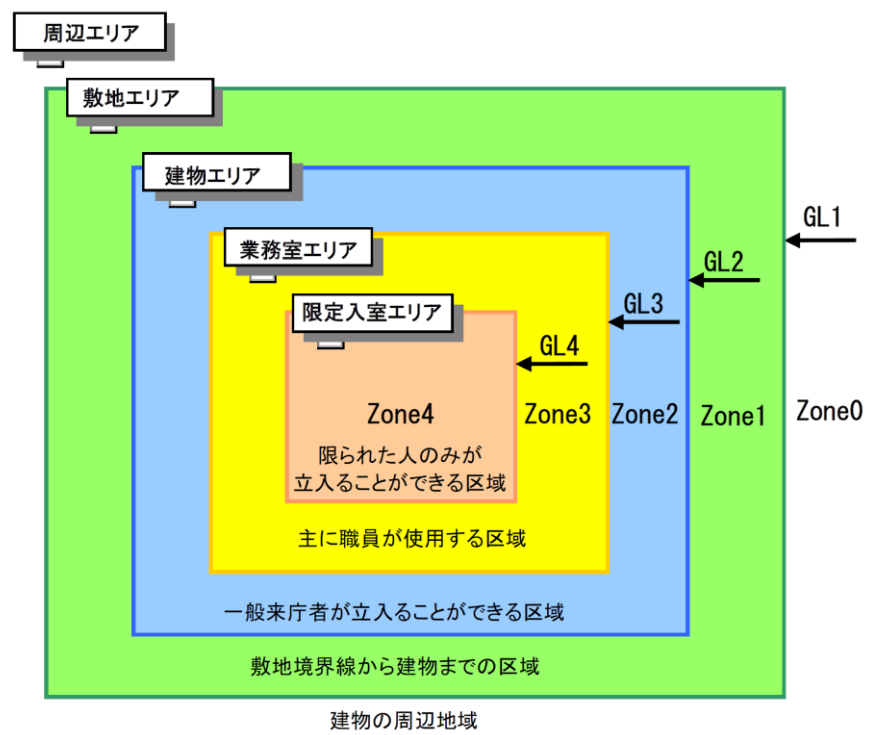 周辺エリア
敷地エリア
建物エリア
GL1
業務室エリア
GL2
限定入室エリア
GL3
GL4
Zone4
Zone3
Zone2
Zone1
Zone0
限られた人のみが
立入ることができる区域
主に職員が使用する区域
一般来庁者が立入ることができる区域
敷地境界線から建物までの区域
建物の周辺地域